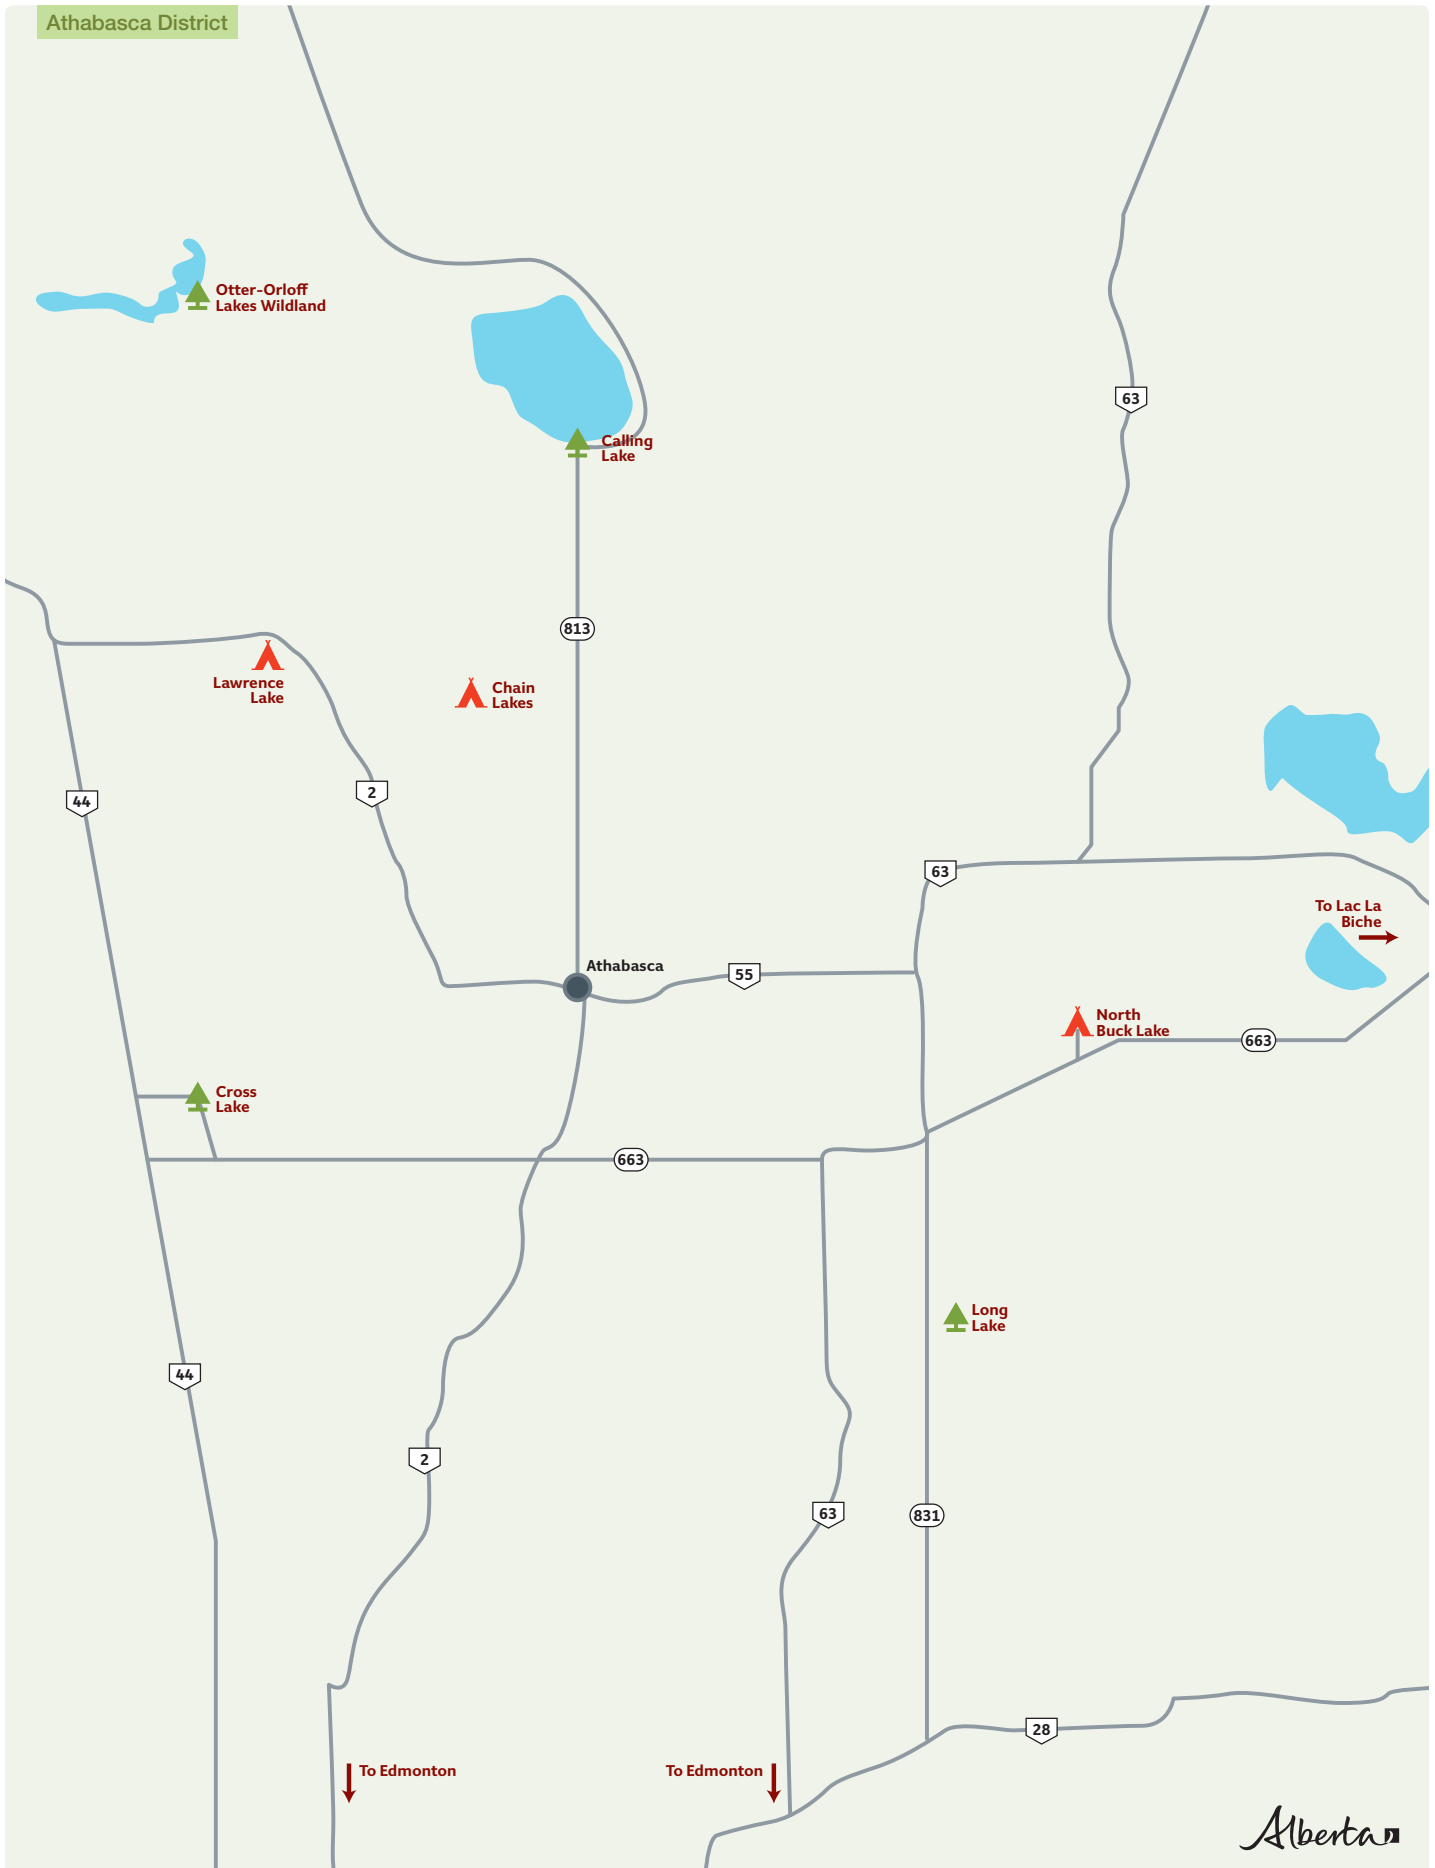 Athabasca District
Otter-Orloff
Lakes Wildland
63
Calling
Lake
813
Lawrence
Lake
Chain
Lakes
2
44
63
To Lac La
Biche
Athabasca
55
North
Buck Lake
663
Cross
Lake
663
Long
Lake
44
2
63
831
28
To Edmonton
To Edmonton
Alberta